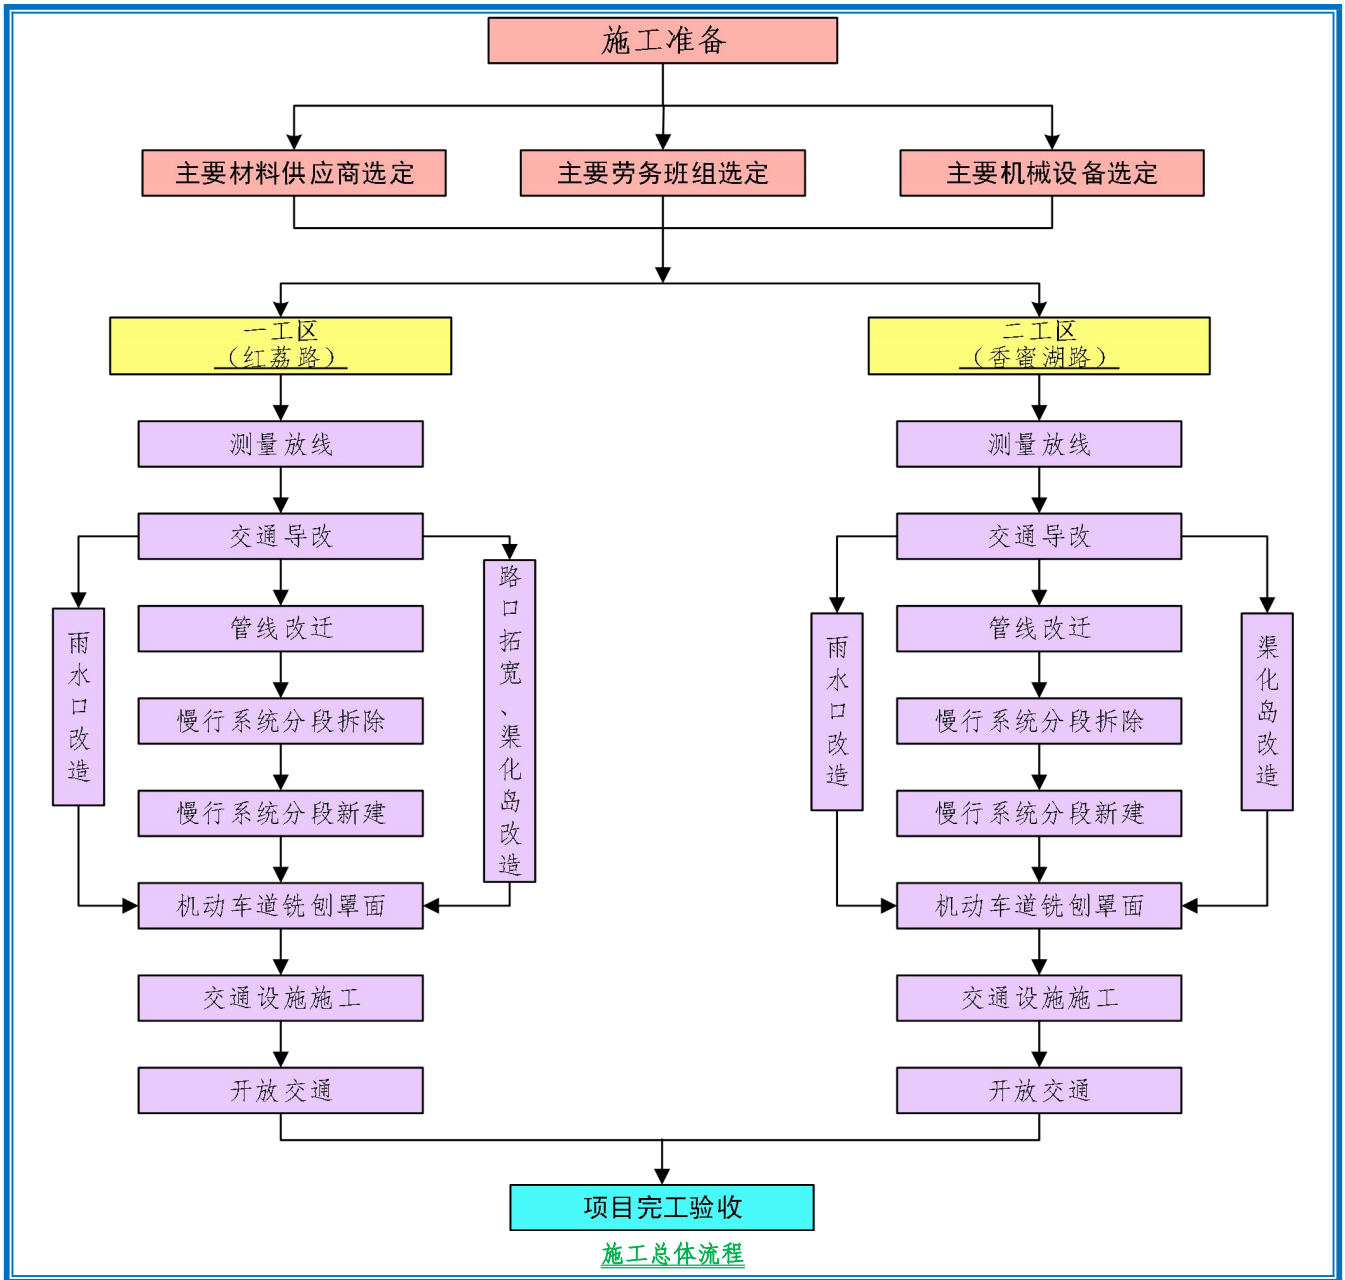 施工准备
主要材料供应商选定
主要劳务班组选定
主要机械设备选定
一工区
（红荔路）
测量放线
交通导改
管线改迁
慢行系统分段拆除
慢行系统分段新建
机动车道铣刨罩面
交通设施施工
开放交通
雨水口改造
路口拓宽、渠化岛改造
二工区
（香蜜湖路）
测量放线
交通导改
管线改迁
慢行系统分段拆除
慢行系统分段新建
机动车道铣刨罩面
交通设施施工
开放交通
雨水口改造
渠化岛改造
项目完工验收
施工总体流程